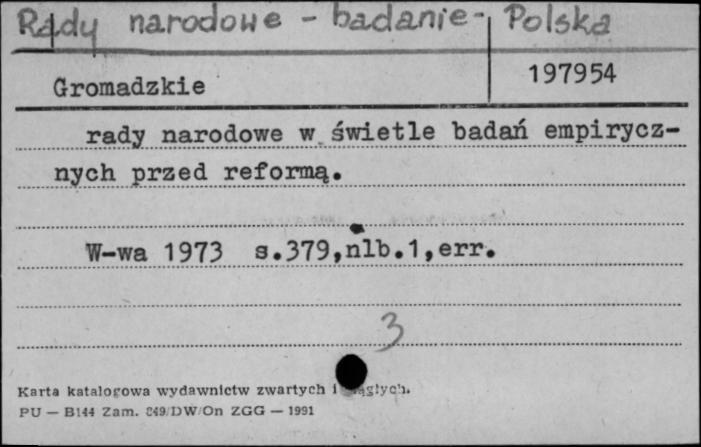 Rady narodowe - badanie - Polska
Gromadzkie 197954
rady narodowe w świetle badań empirycz-
nych przed reformą.
W-wa 1973 s.379,nlb.1,err.
3
Karta katalogowa wydawnictw zwartych i
PU — B144 Zam. 849/DW/On ZGG — 1991